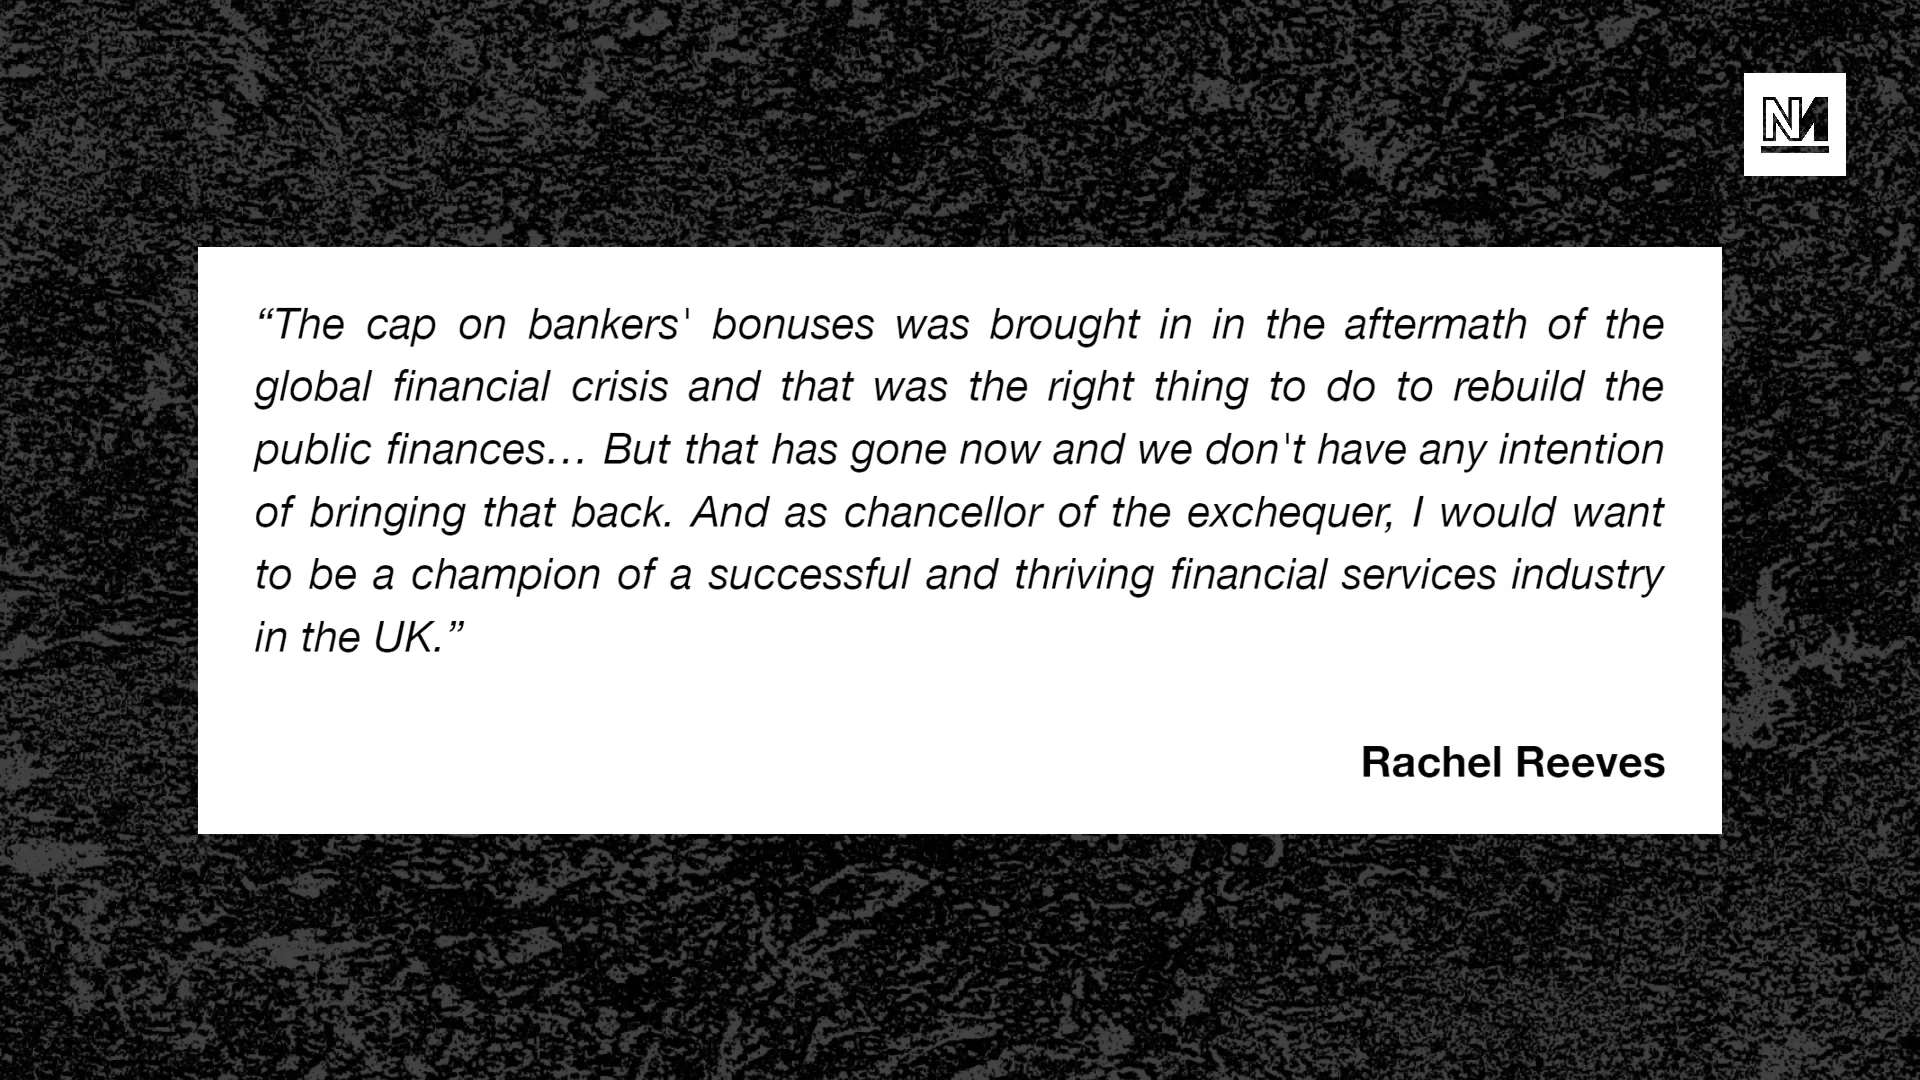 NM
“The cap on bankers' bonuses was brought in in the aftermath of the
global financial crisis and that was the right thing to do to rebuild the
public finances… But that has gone now and we don't have any intention
of bringing that back. And as chancellor of the exchequer, I would want
to be a champion of a successful and thriving financial services industry
in the UK.”
Rachel Reeves